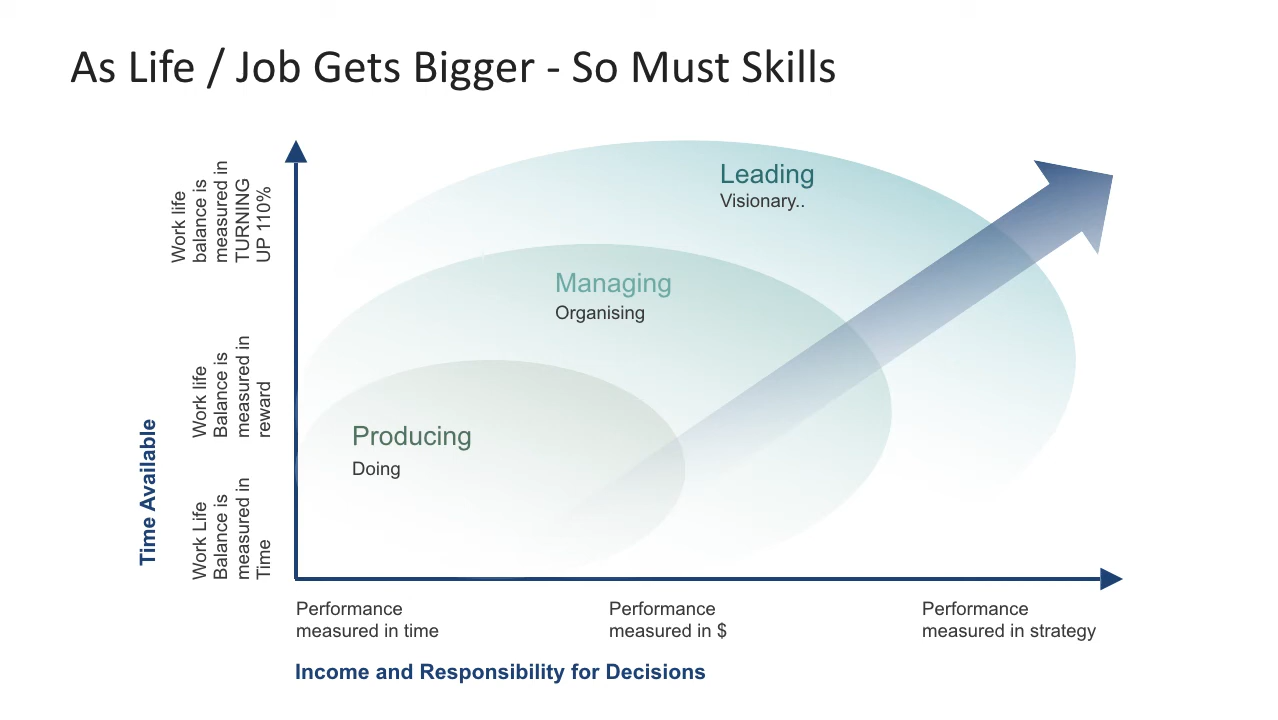 As Life / Job Gets Bigger - So Must Skills
Leading
Visionary..
Managing
Organising
Producing
Doing
Work life
balance is
measured in
TURNING
UP 110%
Work life
Balance is
measured in
reward
Work Life
Balance is
measured in
Time
Time Available
Performance
measured in time
Performance
measured in $
Performance
measured in strategy
Income and Responsibility for Decisions